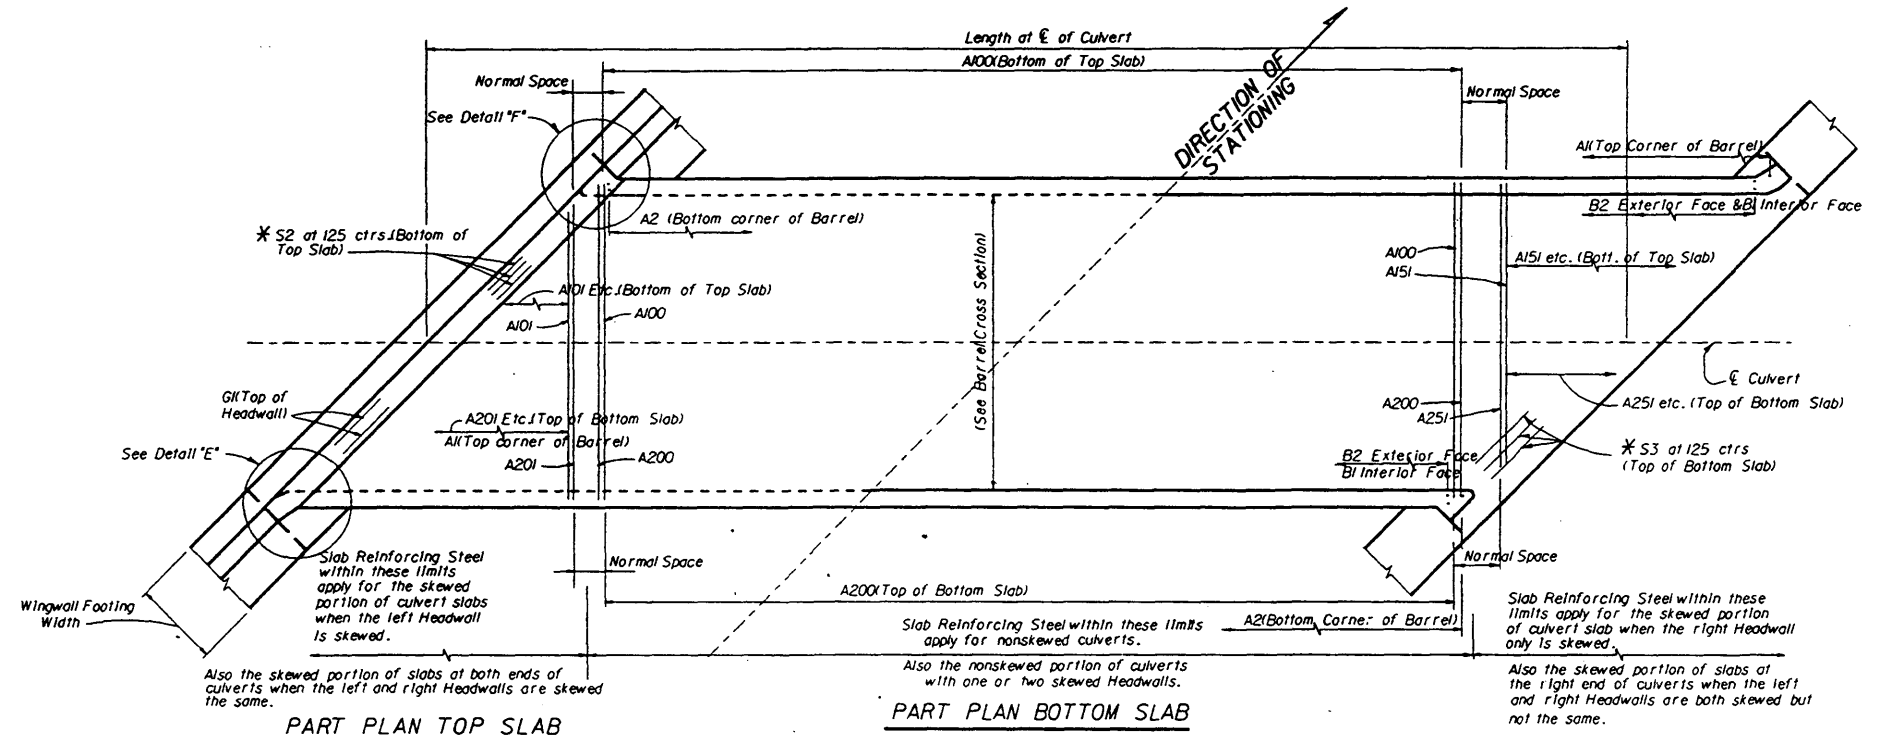 Length at ℄ of Culvert
A100(Bottom of Top Slab)
Normal Space
See Detail "F"
DIRECTION OF
STATIONING
Normal Space
A1(Top Corner of Barrel)
B2 Exterior Face & B1 Interior Face
A2 (Bottom corner of Barrel)
* S2 at 125 ctrs.(Bottom of
Top Slab)
A100
A151
A151 etc. (Bott. of Top Slab)
A101 Etc.(Bottom of Top Slab)
A101
A100
(See Barrel Cross Section)
℄ Culvert
G1(Top of
Headwall)
A201 Etc.(Top of Bottom Slab)
A1(Top corner of Barrel)
A200
A251
A251 etc. (Top of Bottom Slab)
See Detail "E"
A201
A200
B2 Exterior Face
B1 Interior Face
* S3 at 125 ctrs
(Top of Bottom Slab)
Slab Reinforcing Steel
within these limits
apply for the skewed
portion of culvert slabs
when the left Headwall
is skewed.
Normal Space
Normal Space
A200(Top of Bottom Slab)
Wingwall Footing
Width
Slab Reinforcing Steel within these limits
apply for nonskewed culverts.
A2(Bottom Corner of Barrel)
Slab Reinforcing Steel within these
limits apply for the skewed portion
of culvert slab when the right Headwall
only is skewed.
Also the skewed portion of slabs at both ends of
culverts when the left and right Headwalls are skewed
the same.
Also the nonskewed portion of culverts
with one or two skewed Headwalls.
Also the skewed portion of slabs at
the right end of culverts when the left
and right Headwalls are both skewed but
not the same.
PART PLAN TOP SLAB
PART PLAN BOTTOM SLAB